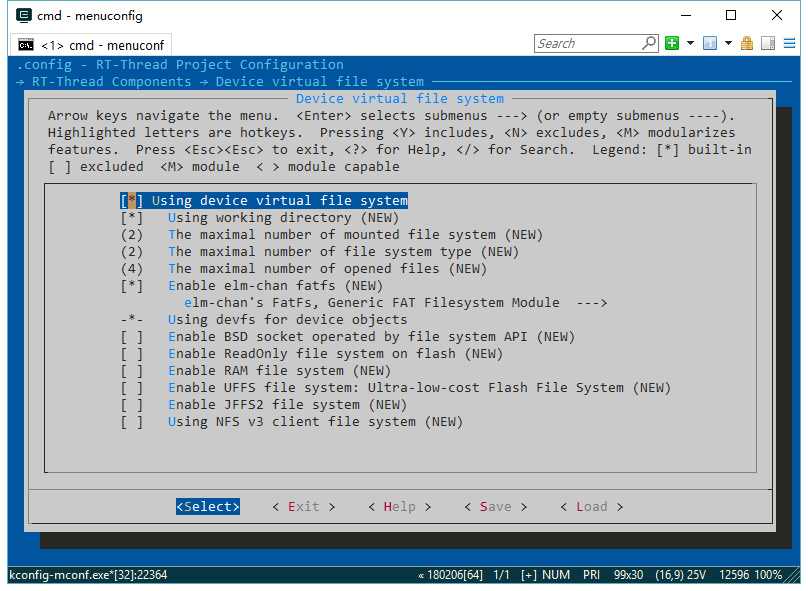 cmd - menuconfig
<1> cmd - menuconf
Search
.config - RT-Thread Project Configuration
→ RT-Thread Components → Device virtual file system
Device virtual file system
Arrow keys navigate the menu.  <Enter> selects submenus ---> (or empty submenus ----).
Highlighted letters are hotkeys.  Pressing <Y> includes, <N> excludes, <M> modularizes
features.  Press <Esc><Esc> to exit, <?> for Help, </> for Search.  Legend: [*] built-in
[ ] excluded  <M> module  < > module capable
[*] Using device virtual file system
[*]   Using working directory (NEW)
(2)   The maximal number of mounted file system (NEW)
(2)   The maximal number of file system type (NEW)
(4)   The maximal number of opened files (NEW)
[*]   Enable elm-chan fatfs (NEW)
elm-chan's FatFs, Generic FAT Filesystem Module  --->
-*-   Using devfs for device objects
[ ]   Enable BSD socket operated by file system API (NEW)
[ ]   Enable ReadOnly file system on flash (NEW)
[ ]   Enable RAM file system (NEW)
[ ]   Enable UFFS file system: Ultra-low-cost Flash File System (NEW)
[ ]   Enable JFFS2 file system (NEW)
[ ]   Using NFS v3 client file system (NEW)
<Select>    < Exit >    < Help >    < Save >    < Load >
kconfig-mconf.exe*[32]:22364    « 180206[64]  1/1  [+] NUM  PRI  99x30  (16,9) 25V  12596 100%